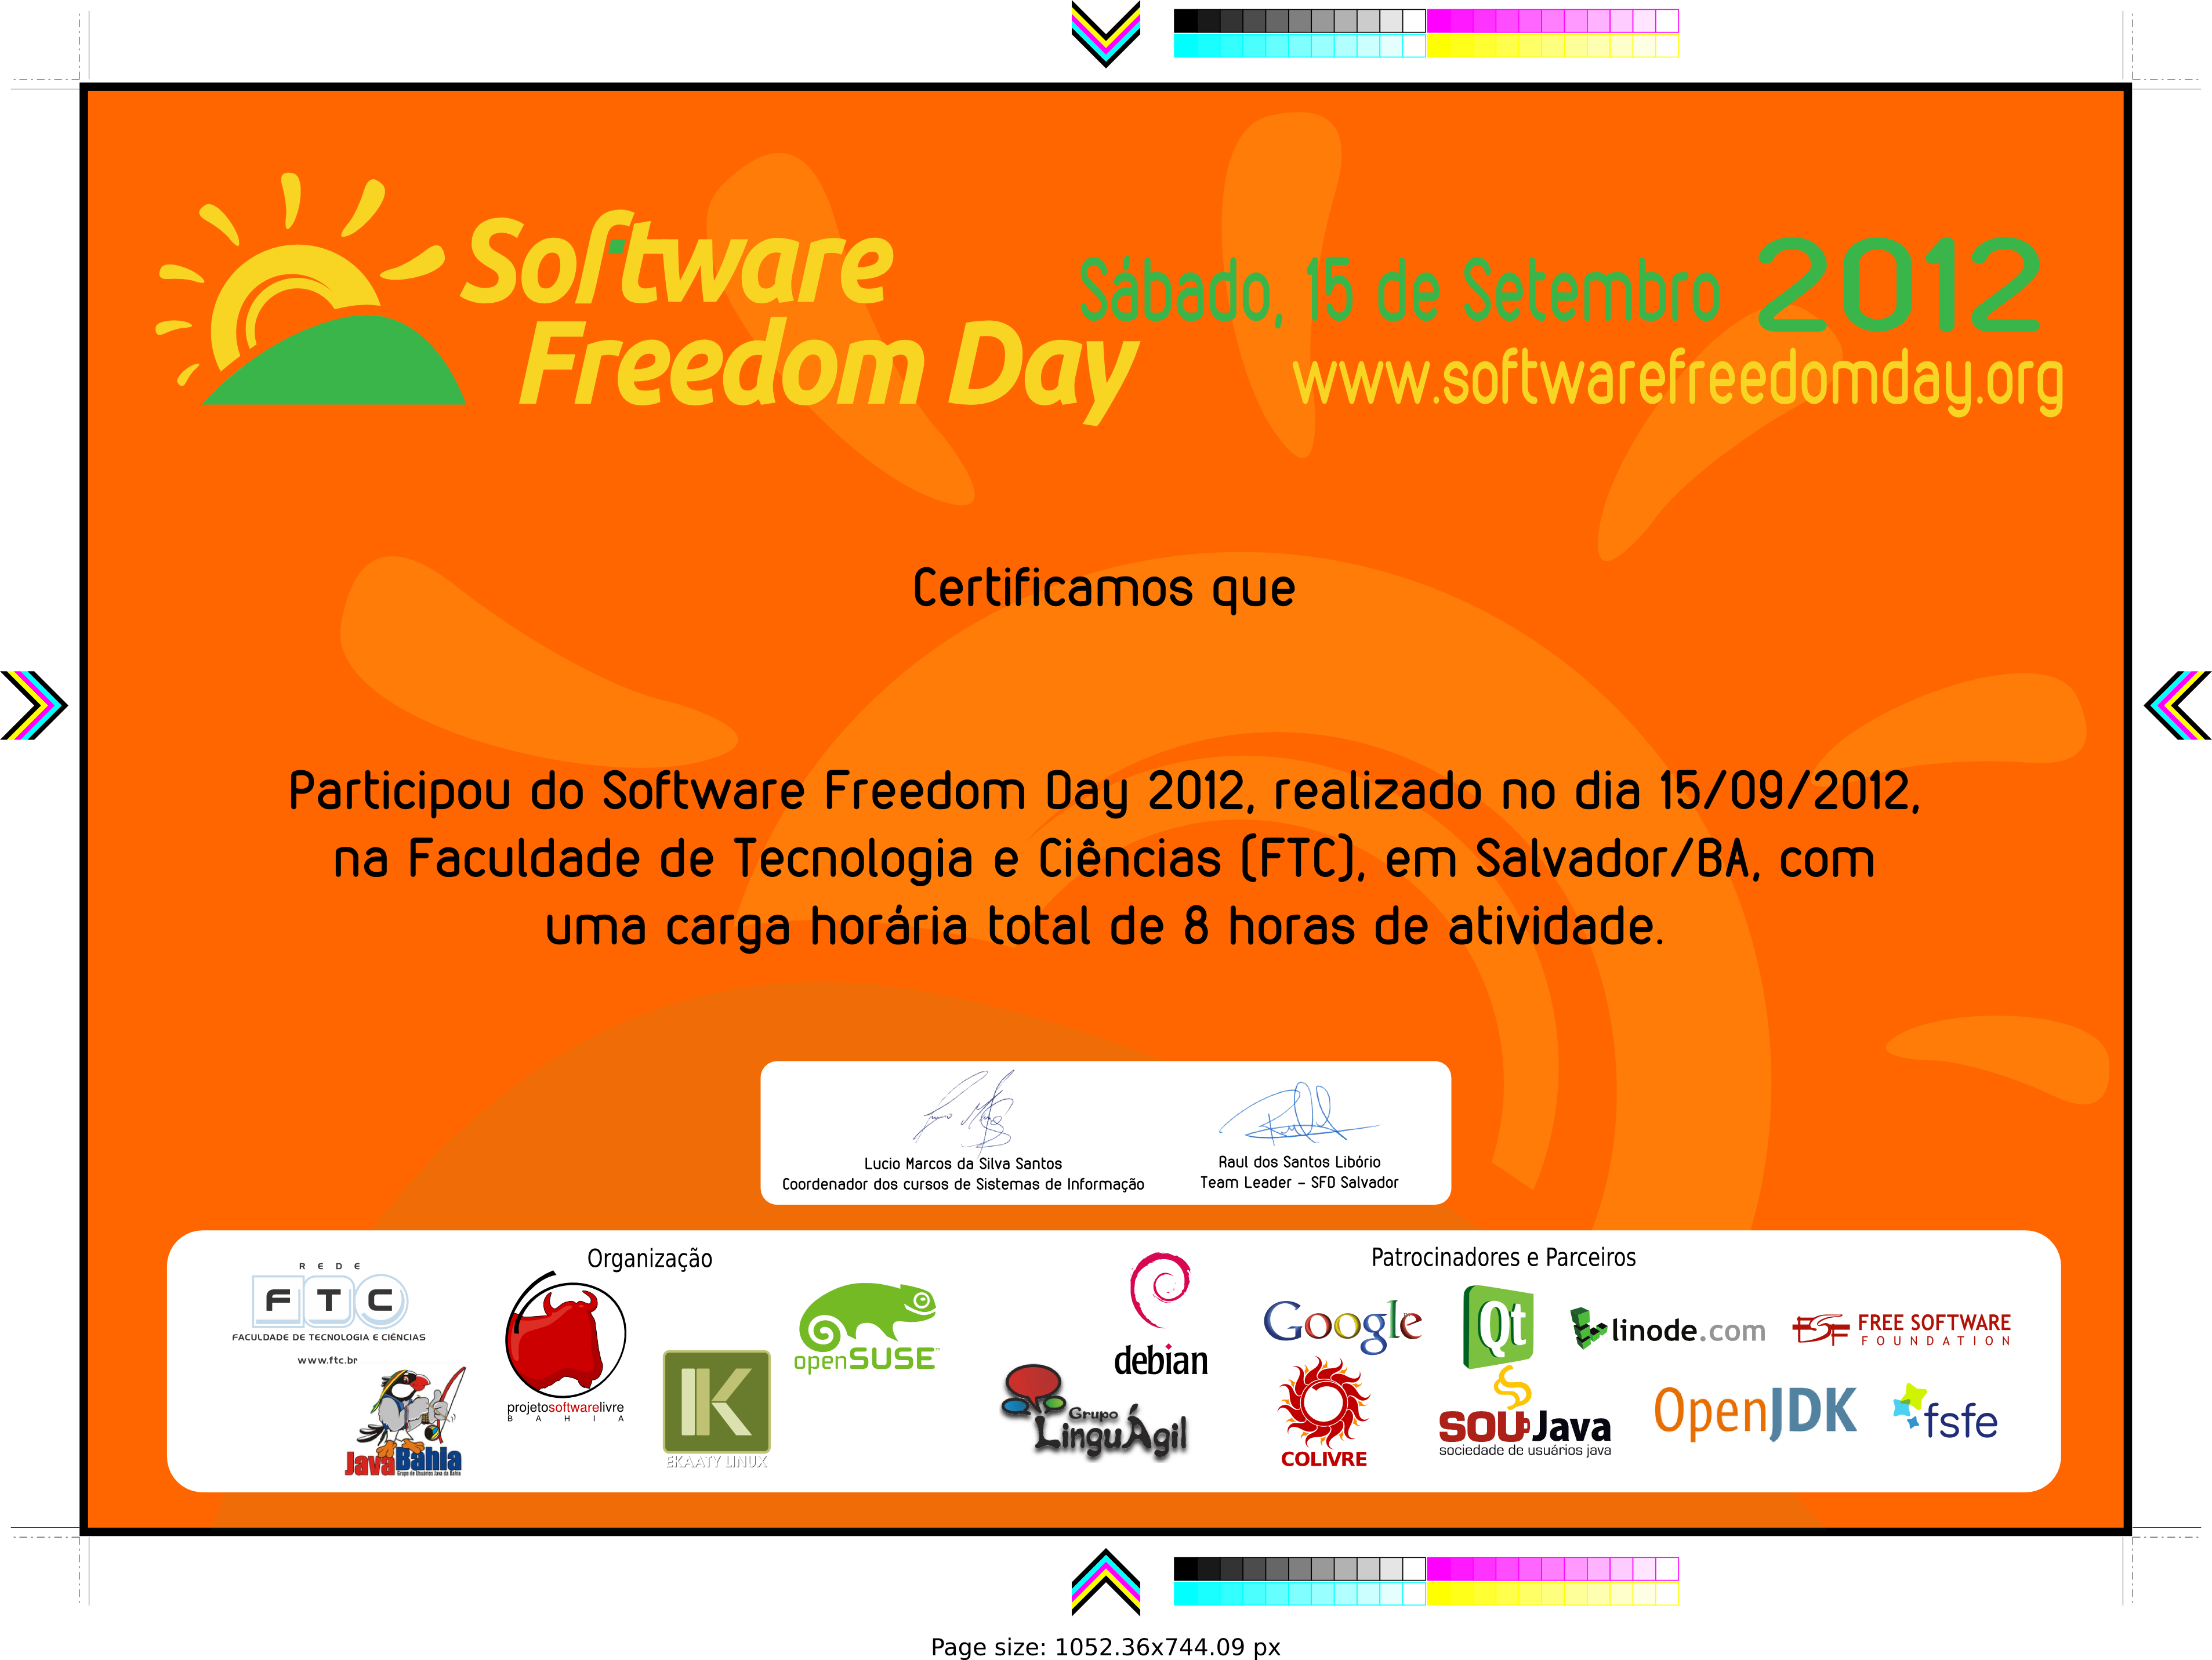 Software
Freedom Day
Sábado, 15 de Setembro 2012
www.softwarefreedomday.org
Certificamos que
Participou do Software Freedom Day 2012, realizado no dia 15/09/2012,
na Faculdade de Tecnologia e Ciências (FTC), em Salvador/BA, com
uma carga horária total de 8 horas de atividade.
Lucio Marcos da Silva Santos
Coordenador dos cursos de Sistemas de Informação
Raul dos Santos Libório
Team Leader - SFD Salvador
Organização
REDE
FTC
FACULDADE DE TECNOLOGIA E CIÊNCIAS
www.ftc.br
JavaBahia
Grupo de Usuários Java da Bahia
projetosoftwarelivre
BAHIA
K
EKAATY LINUX
openSUSE
Grupo
LinguÁgil
debian
Patrocinadores e Parceiros
Google
Qt
linode.com
FSF FREE SOFTWARE
FOUNDATION
COLIVRE
SOUJava
sociedade de usuários java
OpenJDK
fsfe
Page size: 1052.36x744.09 px